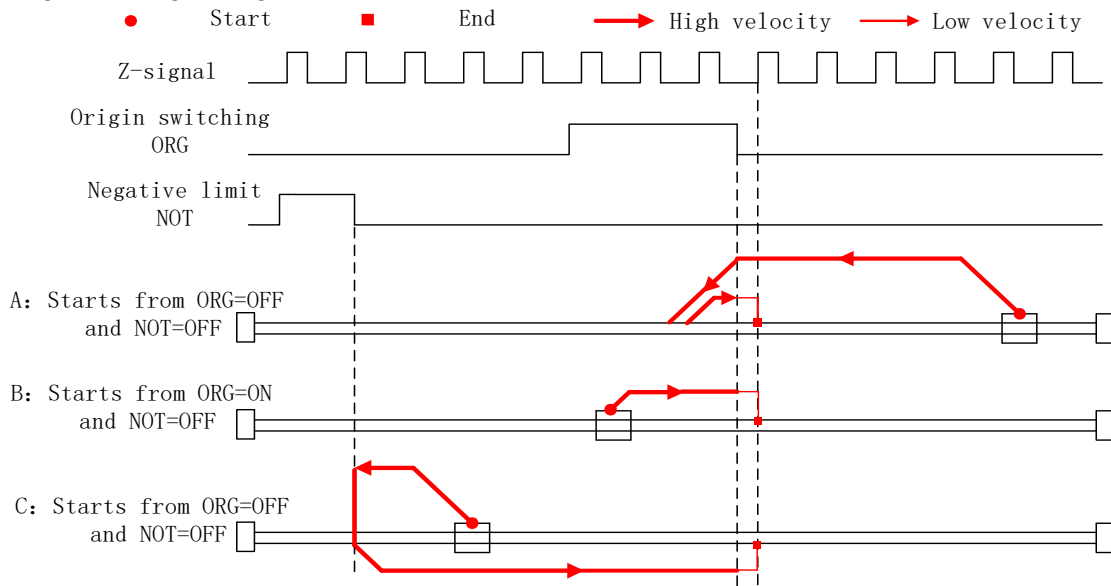 Start End High velocity Low velocity
Z-signal
Origin switching
ORG
Negative limit
NOT
A: Starts from ORG=OFF
and NOT=OFF
B: Starts from ORG=ON
and NOT=OFF
C: Starts from ORG=OFF
and NOT=OFF